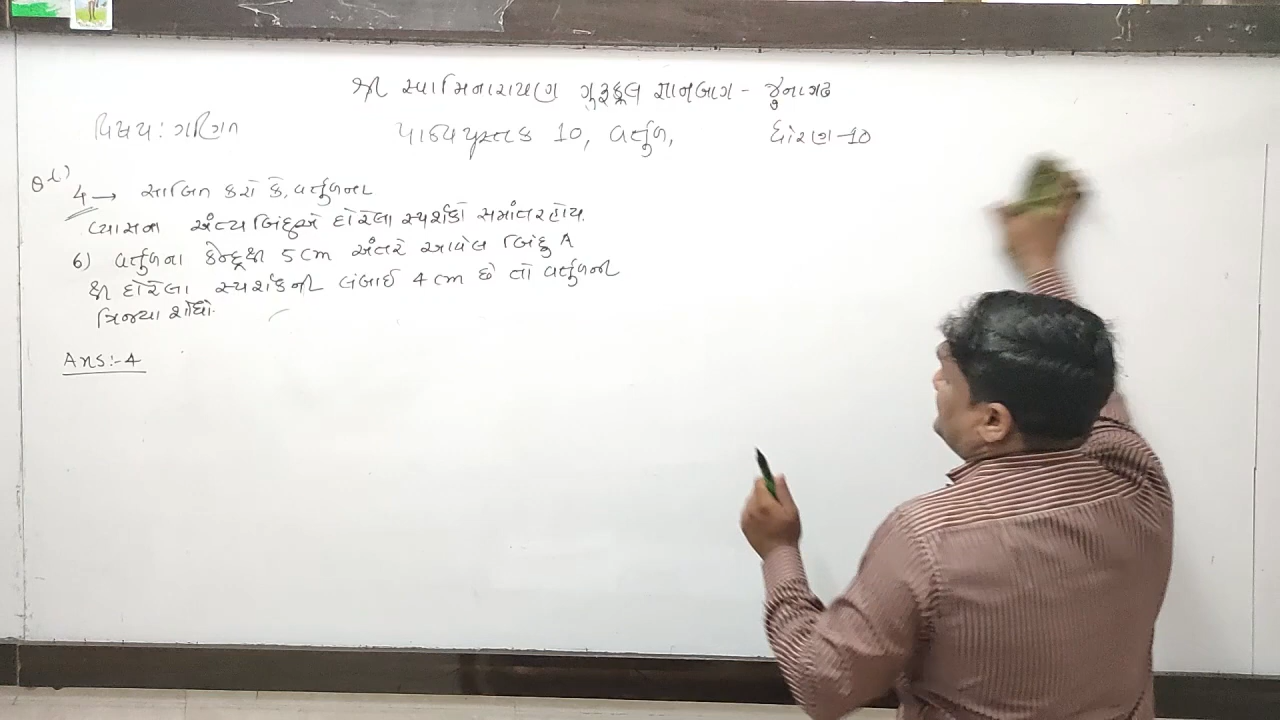 શ્રી સ્વામિનારાયણ ગુરુકુલ જ્ઞાનબાગ - જૂનાગઢ
વિષય: ગણિત પાઠ્યપુસ્તક 10, વર્તુળ, ધોરણ-10
4 → સાબિત કરો કે, વર્તુળના
વ્યાસના અંત્યબિંદુએ દોરેલા સ્પર્શકો સમાંતર હોય.
6) વર્તુળના કેન્દ્રથી 5 cm અંતરે આવેલ બિંદુ A
થી દોરેલા સ્પર્શકની લંબાઈ 4 cm છે તો વર્તુળની
ત્રિજ્યા શોધો.
Ans:-4